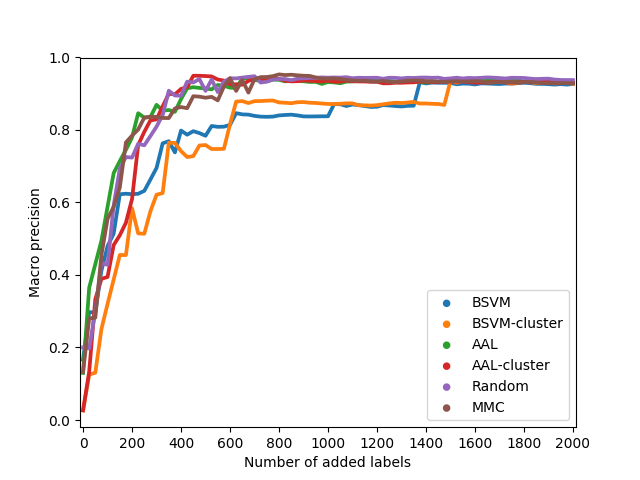 1.0
0.8
0.6
0.4
0.2
0.0
Macro precision
0 200 400 600 800 1000 1200 1400 1600 1800 2000
Number of added labels
BSVM
BSVM-cluster
AAL
AAL-cluster
Random
MMC